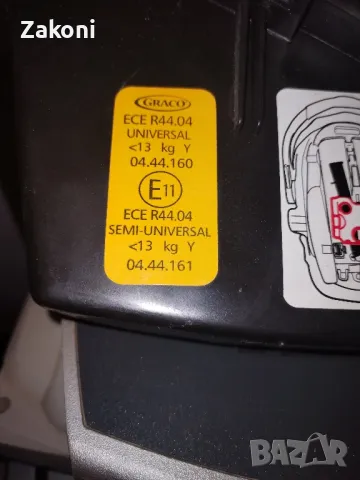 Zakoni
GRACO
ECE R44.04
UNIVERSAL
<13 kg Y
04.44.160
E11
ECE R44.04
SEMI-UNIVERSAL
<13 kg Y
04.44.161
BAZAR